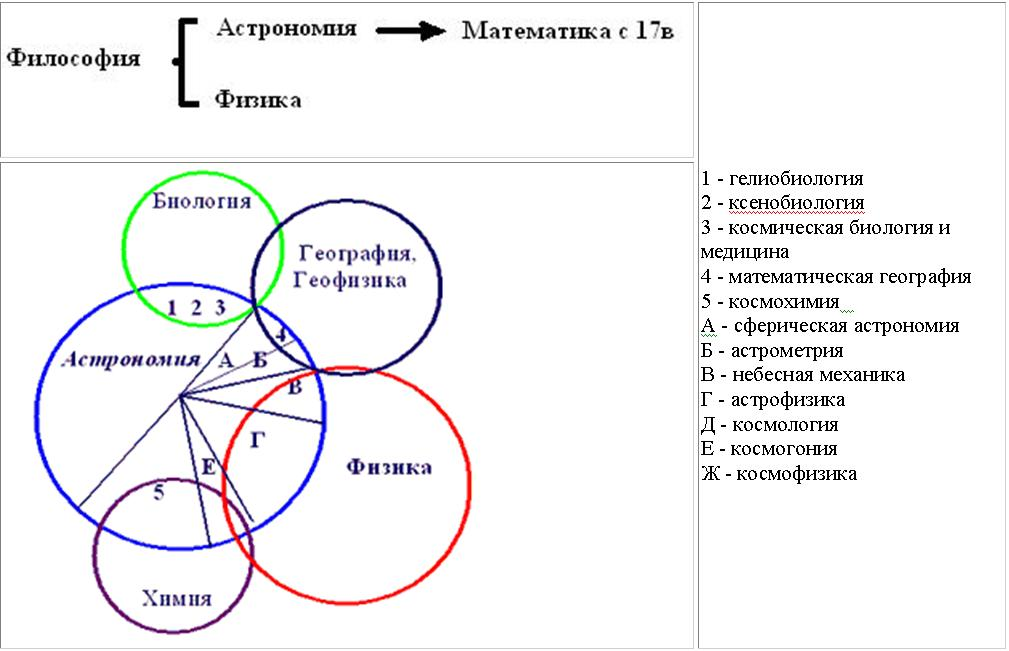 Астрономия
Математика с 17в
Философия
Физика
Биология
География,
Геофизика
1 2 3
4
Астрономия
А
Б
В
Г
Е
Физика
5
Химия
1 - гелиобиология
2 - ксенобиология
3 - космическая биология и
медицина
4 - математическая география
5 - космохимия
А - сферическая астрономия
Б - астрометрия
В - небесная механика
Г - астрофизика
Д - космология
Е - космогония
Ж - космофизика